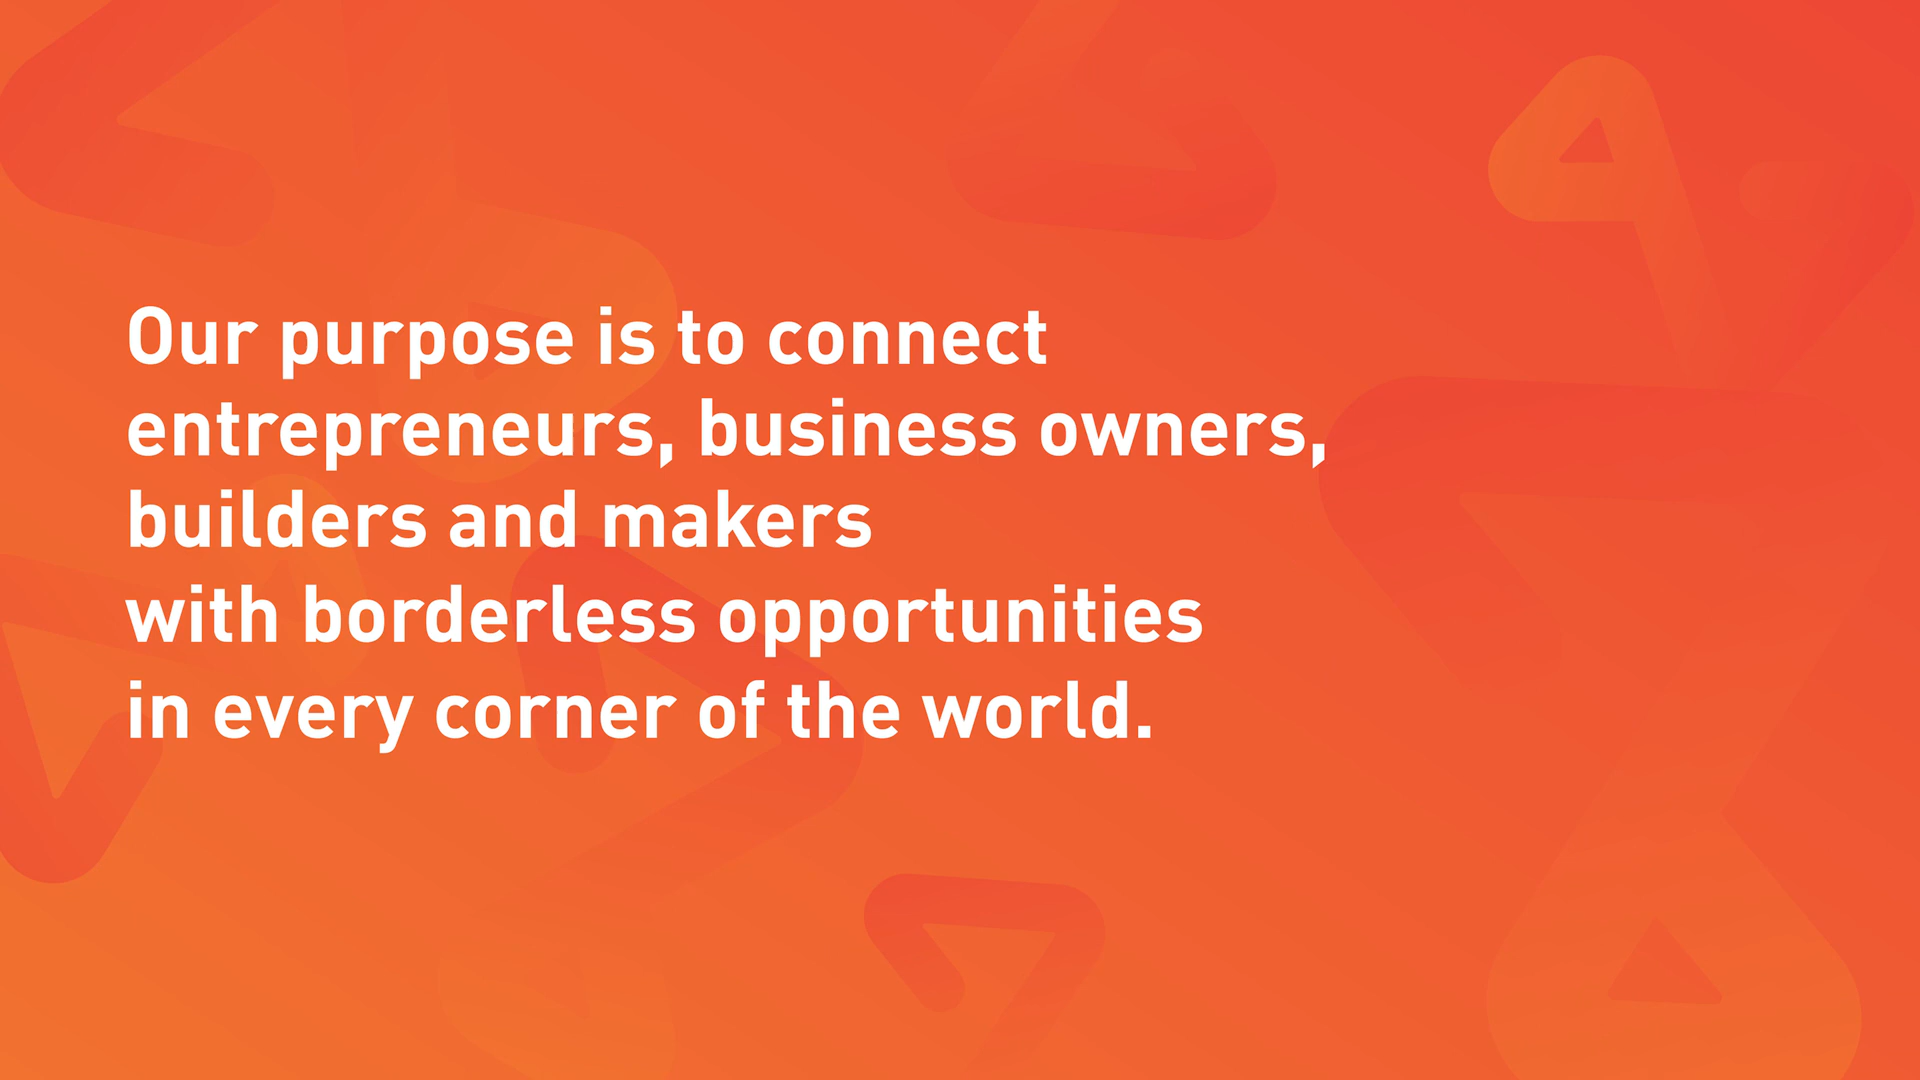 Our purpose is to connect
entrepreneurs, business owners,
builders and makers
with borderless opportunities
in every corner of the world.